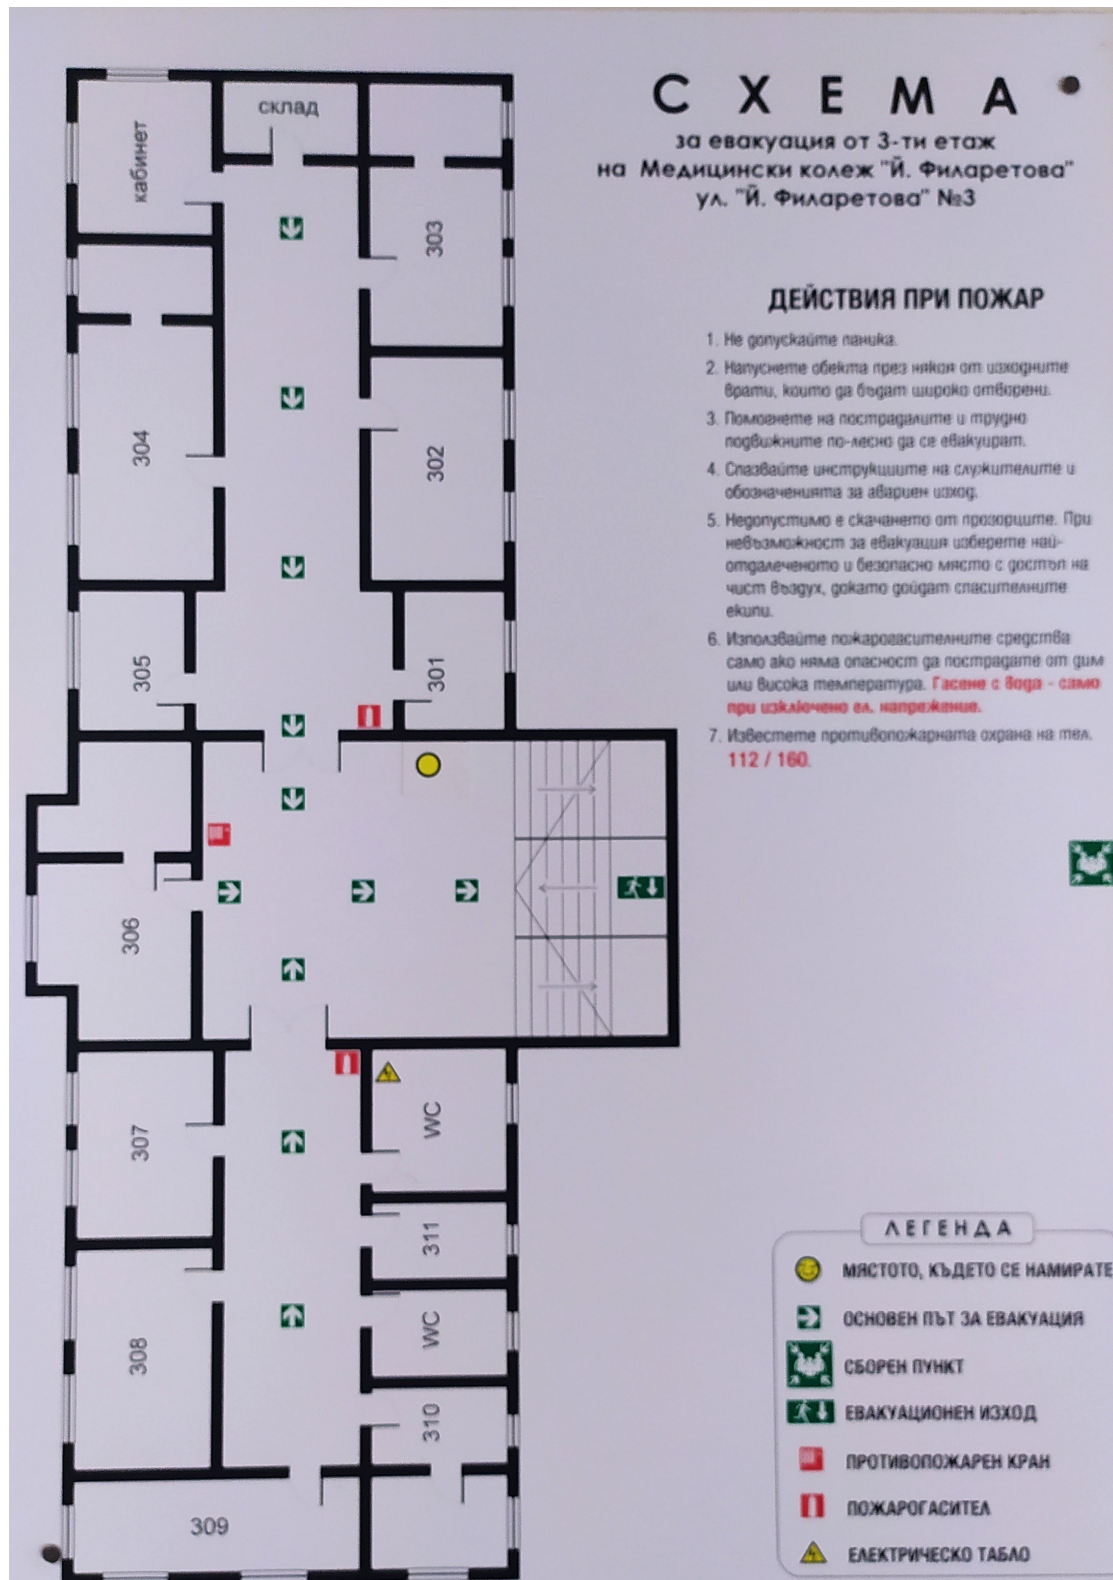 С Х Е М А
за евакуация от 3-ти етаж
на Медицински колеж "Й. Филаретова"
ул. "Й. Филаретова" №3
ДЕЙСТВИЯ ПРИ ПОЖАР
1. Не допускайте паника.
2. Напуснете обекта през някоя от изходните
врати, които да бъдат широко отворени.
3. Помогнете на пострадалите и трудно
подвижните по-лесно да се евакуират.
4. Спазвайте инструкциите на служителите и
обозначенията за авариен изход.
5. Недопустимо е скачането от прозорците. При
невъзможност за евакуация изберете най-
отдалеченото и безопасно място с достъп на
чист въздух, докато дойдат спасителните
екипи.
6. Използвайте пожарогасителните средства
само ако няма опасност да пострадате от дим
или висока температура. Гасене с вода - само
при изключено ел. напрежение.
7. Известете противопожарната охрана на тел.
112 / 160.
склад
кабинет
303
304
302
305
301
306
307
WC
311
308
WC
310
309
ЛЕГЕНДА
МЯСТОТО, КЪДЕТО СЕ НАМИРАТЕ
ОСНОВЕН ПЪТ ЗА ЕВАКУАЦИЯ
СБОРЕН ПУНКТ
ЕВАКУАЦИОНЕН ИЗХОД
ПРОТИВОПОЖАРЕН КРАН
ПОЖАРОГАСИТЕЛ
ЕЛЕКТРИЧЕСКО ТАБЛО